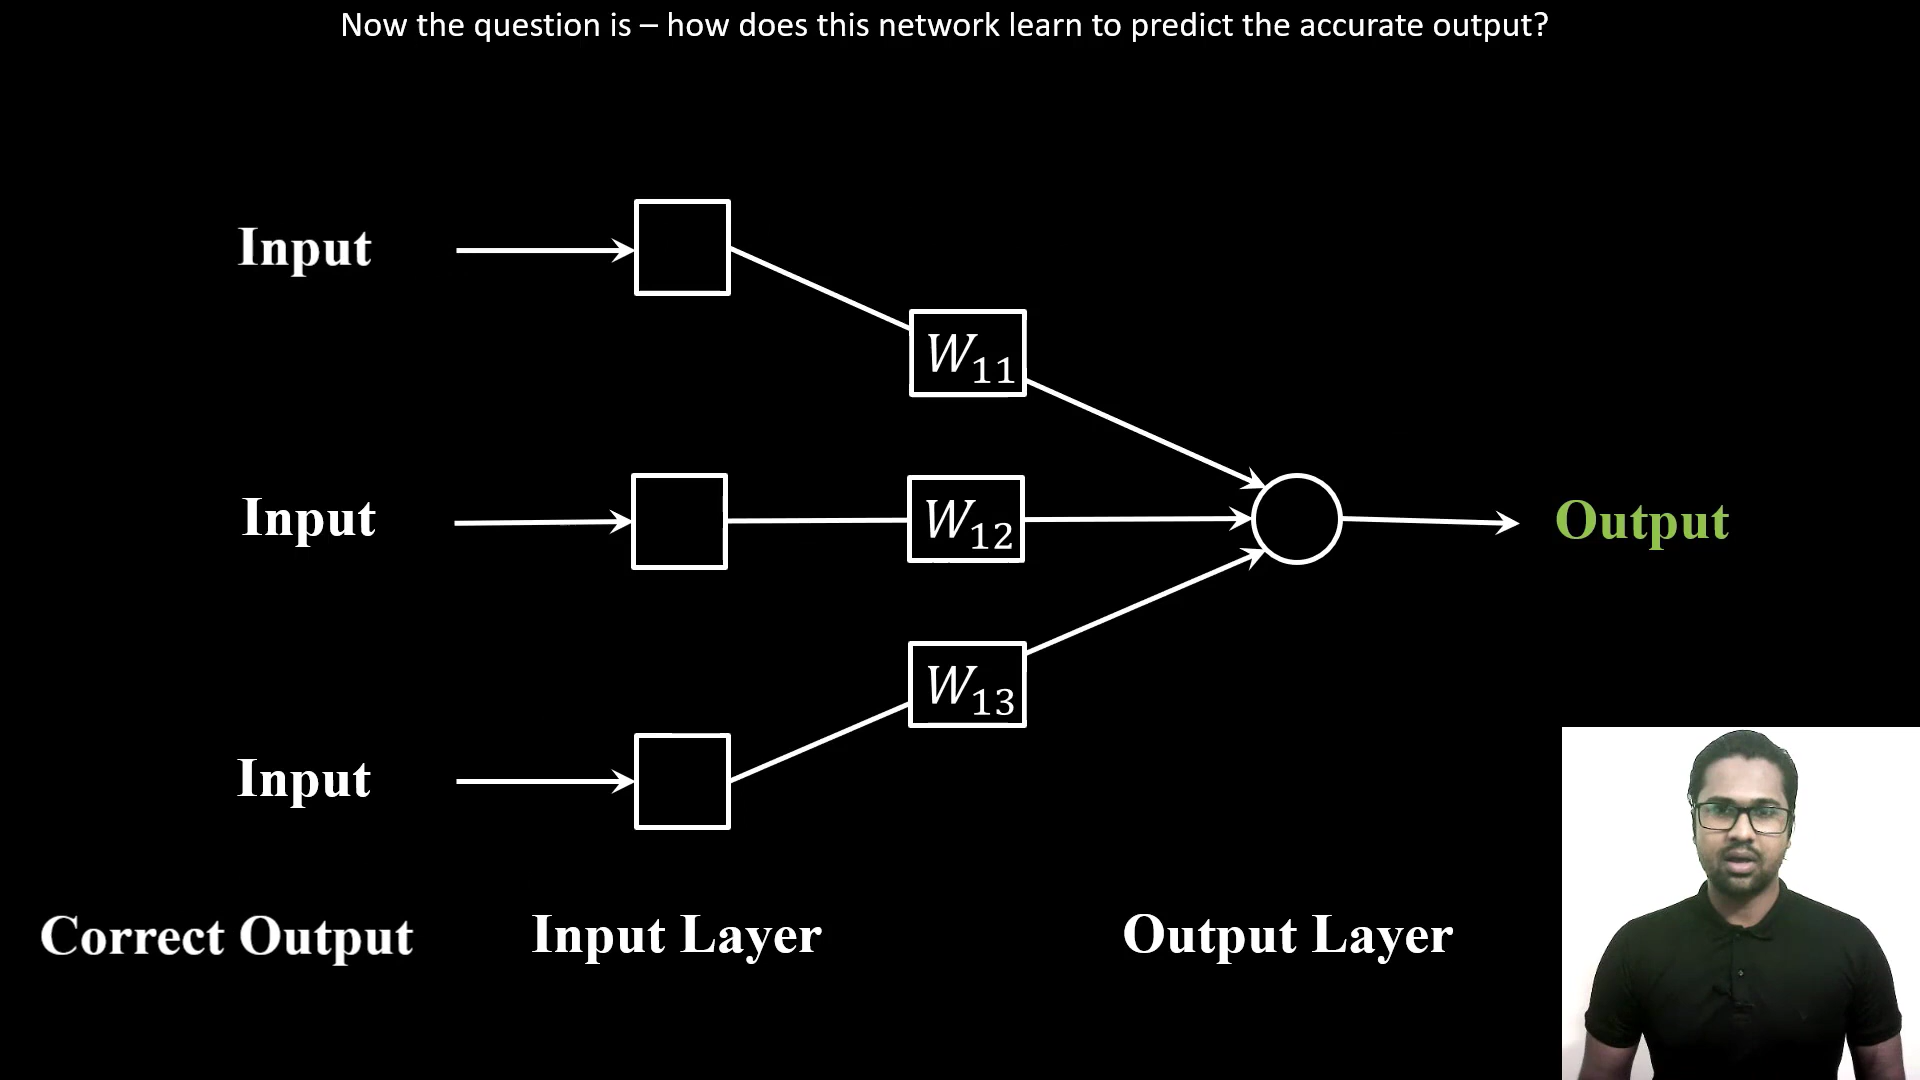 Now the question is – how does this network learn to predict the accurate output?
Input
W11
Input
W12
Output
W13
Input
Correct Output
Input Layer
Output Layer